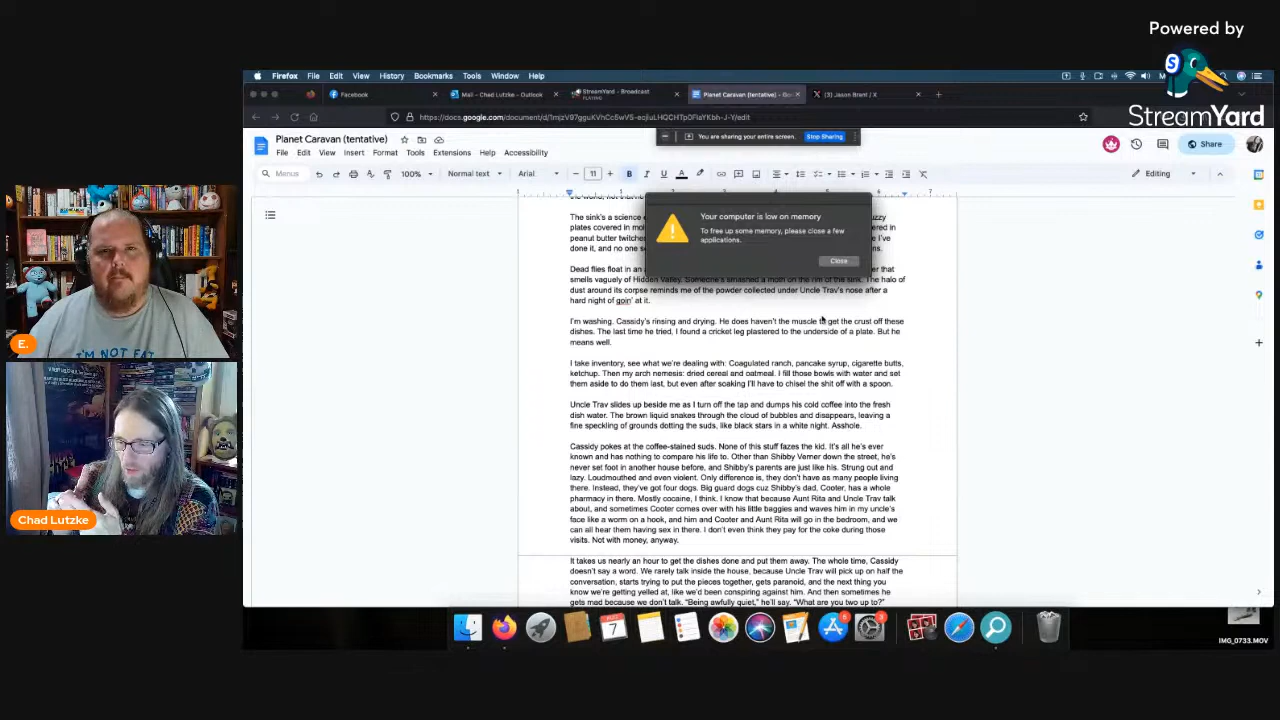 Powered by
StreamYard
Firefox File Edit View History Bookmarks Tools Window Help
Facebook
Mail - Chad Lutzke - Outlook
StreamYard - Broadcast
PLAYING
Planet Caravan (tentative) - Goo
(3) Jason Brant / X
You are sharing your entire screen. Stop Sharing
Planet Caravan (tentative)
File Edit View Insert Format Tools Extensions Help Accessibility
Share
Menus 100% Normal text Arial 11 Editing
The sink's a science
plates covered in
peanut butter twitches
done it, and no one
Your computer is low on memory
To free up some memory, please close a few
applications.
Close
Dead flies float in an
smells vaguely of Hidden Valley. Someone's smashed a moth on the rim of the sink. The halo of
dust around its corpse reminds me of the powder collected under Uncle Trav's nose after a
hard night of goin' at it.
I'm washing. Cassidy's rinsing and drying. He does haven't the muscle to get the crust off these
dishes. The last time he tried, I found a cricket leg plastered to the underside of a plate. But he
means well.
I take inventory, see what we're dealing with: Coagulated ranch, pancake syrup, cigarette butts,
ketchup. Then my arch nemesis: dried cereal and oatmeal. I fill those bowls with water and set
them aside to do them last, but even after soaking I'll have to chisel the shit off with a spoon.
Uncle Trav slides up beside me as I turn off the tap and dumps his cold coffee into the fresh
dish water. The brown liquid snakes through the cloud of bubbles and disappears, leaving a
fine speckling of grounds dotting the suds, like black stars in a white night. Asshole.
Cassidy pokes at the coffee-stained suds. None of this stuff fazes the kid. It's all he's ever
known and has nothing to compare his life to. Other than Shibby Verner down the street, he's
never set foot in another house before, and Shibby's parents are just like his. Strung out and
lazy. Loudmouthed and even violent. Only difference is, they don't have as many people living
there. Instead, they've got four dogs. Big guard dogs cuz Shibby's dad, Cooter, has a whole
pharmacy in there. Mostly cocaine, I think. I know that because Aunt Rita and Uncle Trav talk
about, and sometimes Cooter comes over with his little baggies and waves him in my uncle's
face like a worm on a hook, and him and Cooter and Aunt Rita will go in the bedroom, and we
can all hear them having sex in there. I don't even think they pay for the coke during those
visits. Not with money, anyway.
It takes us nearly an hour to get the dishes done and put them away. The whole time, Cassidy
doesn't say a word. We rarely talk inside the house, because Uncle Trav will pick up on half the
conversation, starts trying to put the pieces together, gets paranoid, and the next thing you
know we're getting yelled at, like we'd been conspiring against him. And then sometimes he
gets mad because we don't talk. "Being awfully quiet," he'll say. "What are you two up to?"
I'M NOT FAT
E.
Chad Lutzke
7
IMG_0733.MOV